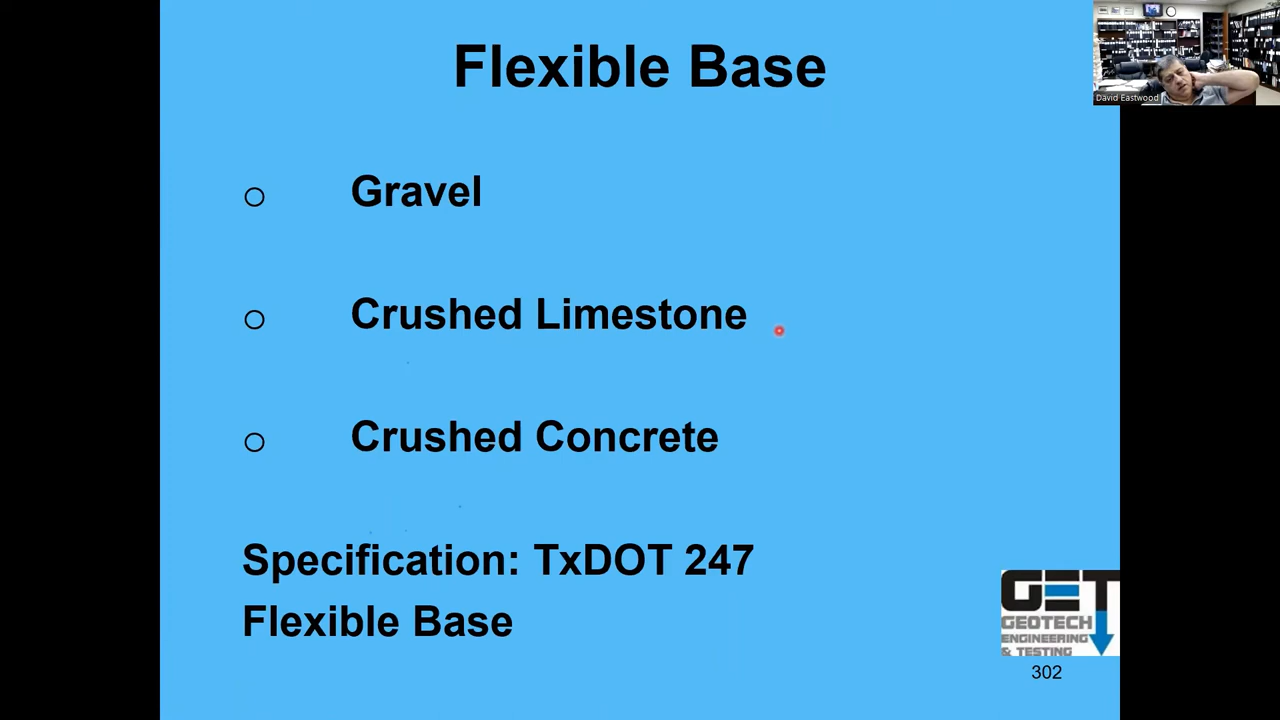 Flexible Base
David Eastwood
Gravel
Crushed Limestone
Crushed Concrete
Specification: TxDOT 247
Flexible Base
GET
GEOTECH
ENGINEERING
& TESTING
302